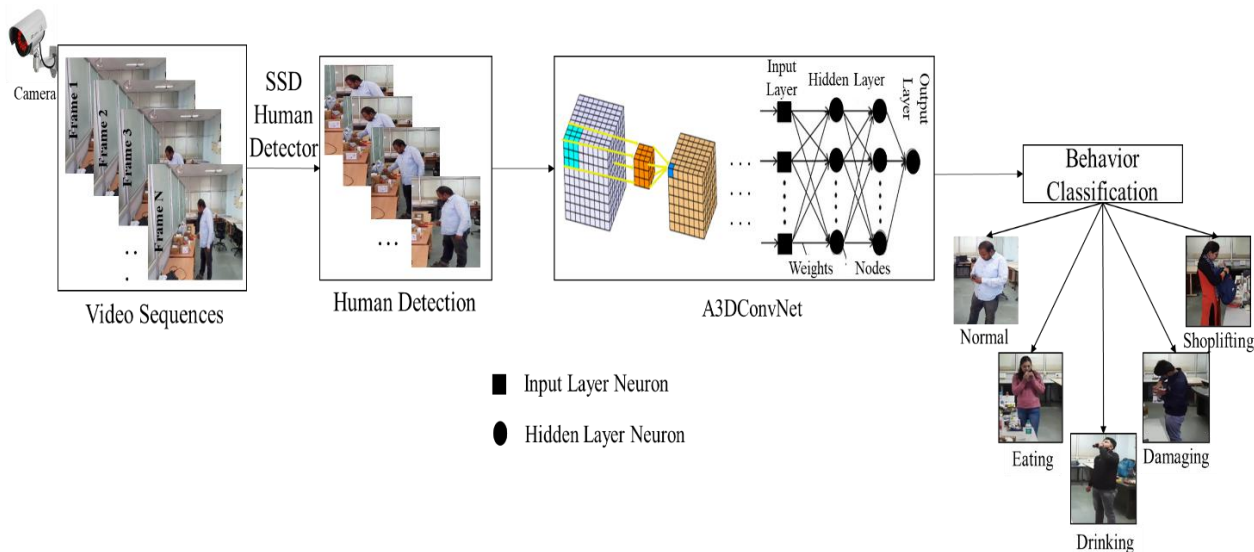 Camera
Frame 1
Frame 2
Frame 3
Frame N
Video Sequences
SSD
Human
Detector
Human Detection
Input
Layer
Hidden Layer
Output
Layer
Weights
Nodes
A3DConvNet
Behavior
Classification
Normal
Eating
Drinking
Damaging
Shoplifting
Input Layer Neuron
Hidden Layer Neuron